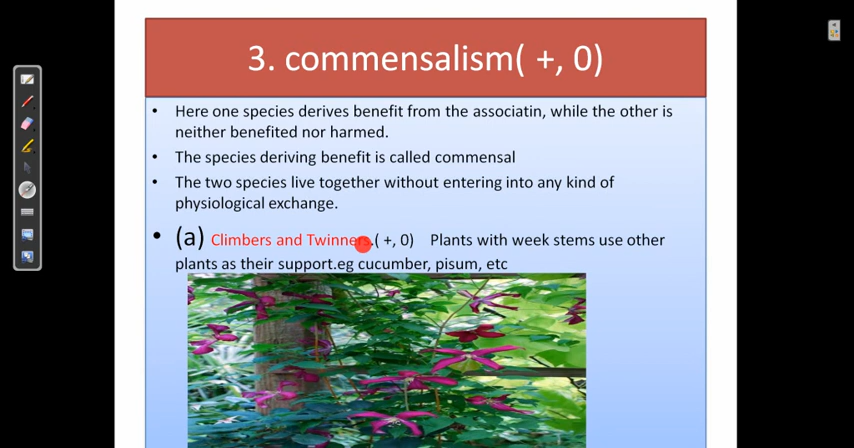 3. commensalism( +, 0)
• Here one species derives benefit from the associatin, while the other is
neither benefited nor harmed.
• The species deriving benefit is called commensal
• The two species live together without entering into any kind of
physiological exchange.
• (a) Climbers and Twinners.( +, 0) Plants with week stems use other
plants as their support.eg cucumber, pisum, etc